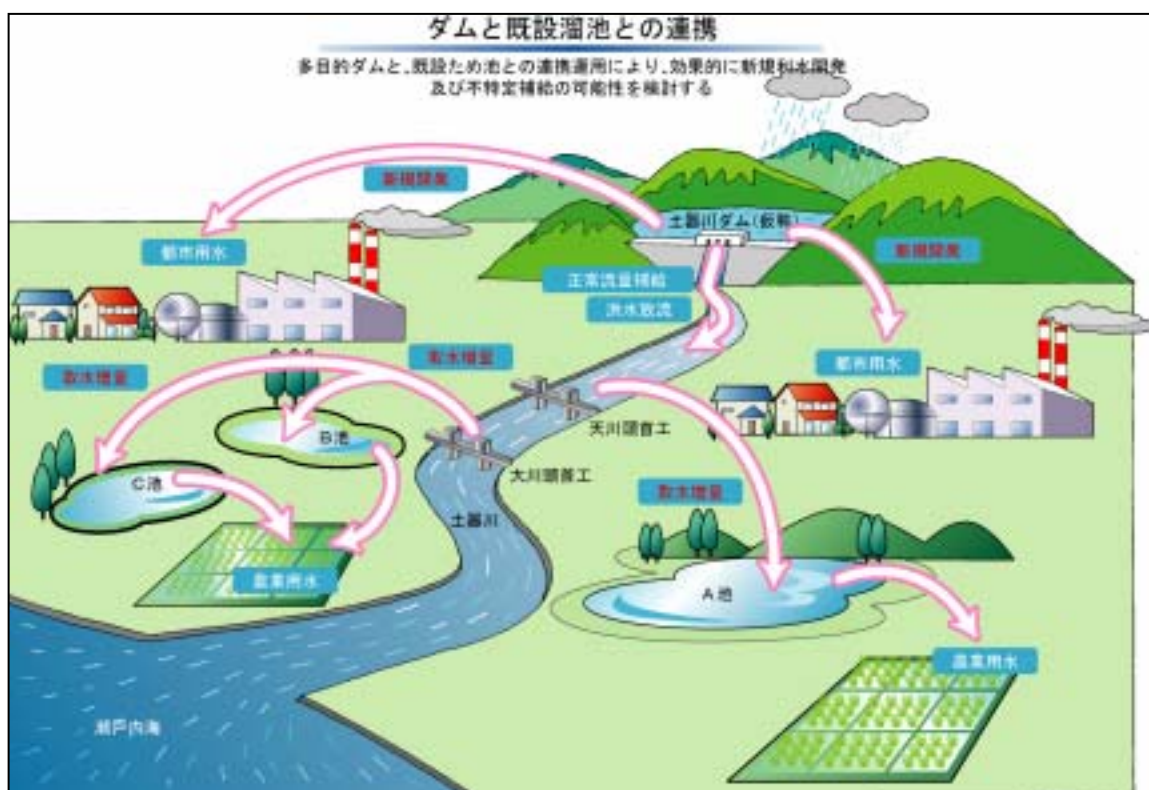 ダムと既設溜池との連携
多目的ダムと、既設ため池との連携運用により、効果的に新規利水開発
及び不特定補給の可能性を検討する
新規開発
土器川ダム(仮称)
都市用水
新規開発
正常流量補給
洪水放流
取水増量
取水増量
都市用水
B池
天川頭首工
C池
大川頭首工
取水増量
土器川
農業用水
A池
農業用水
瀬戸内海